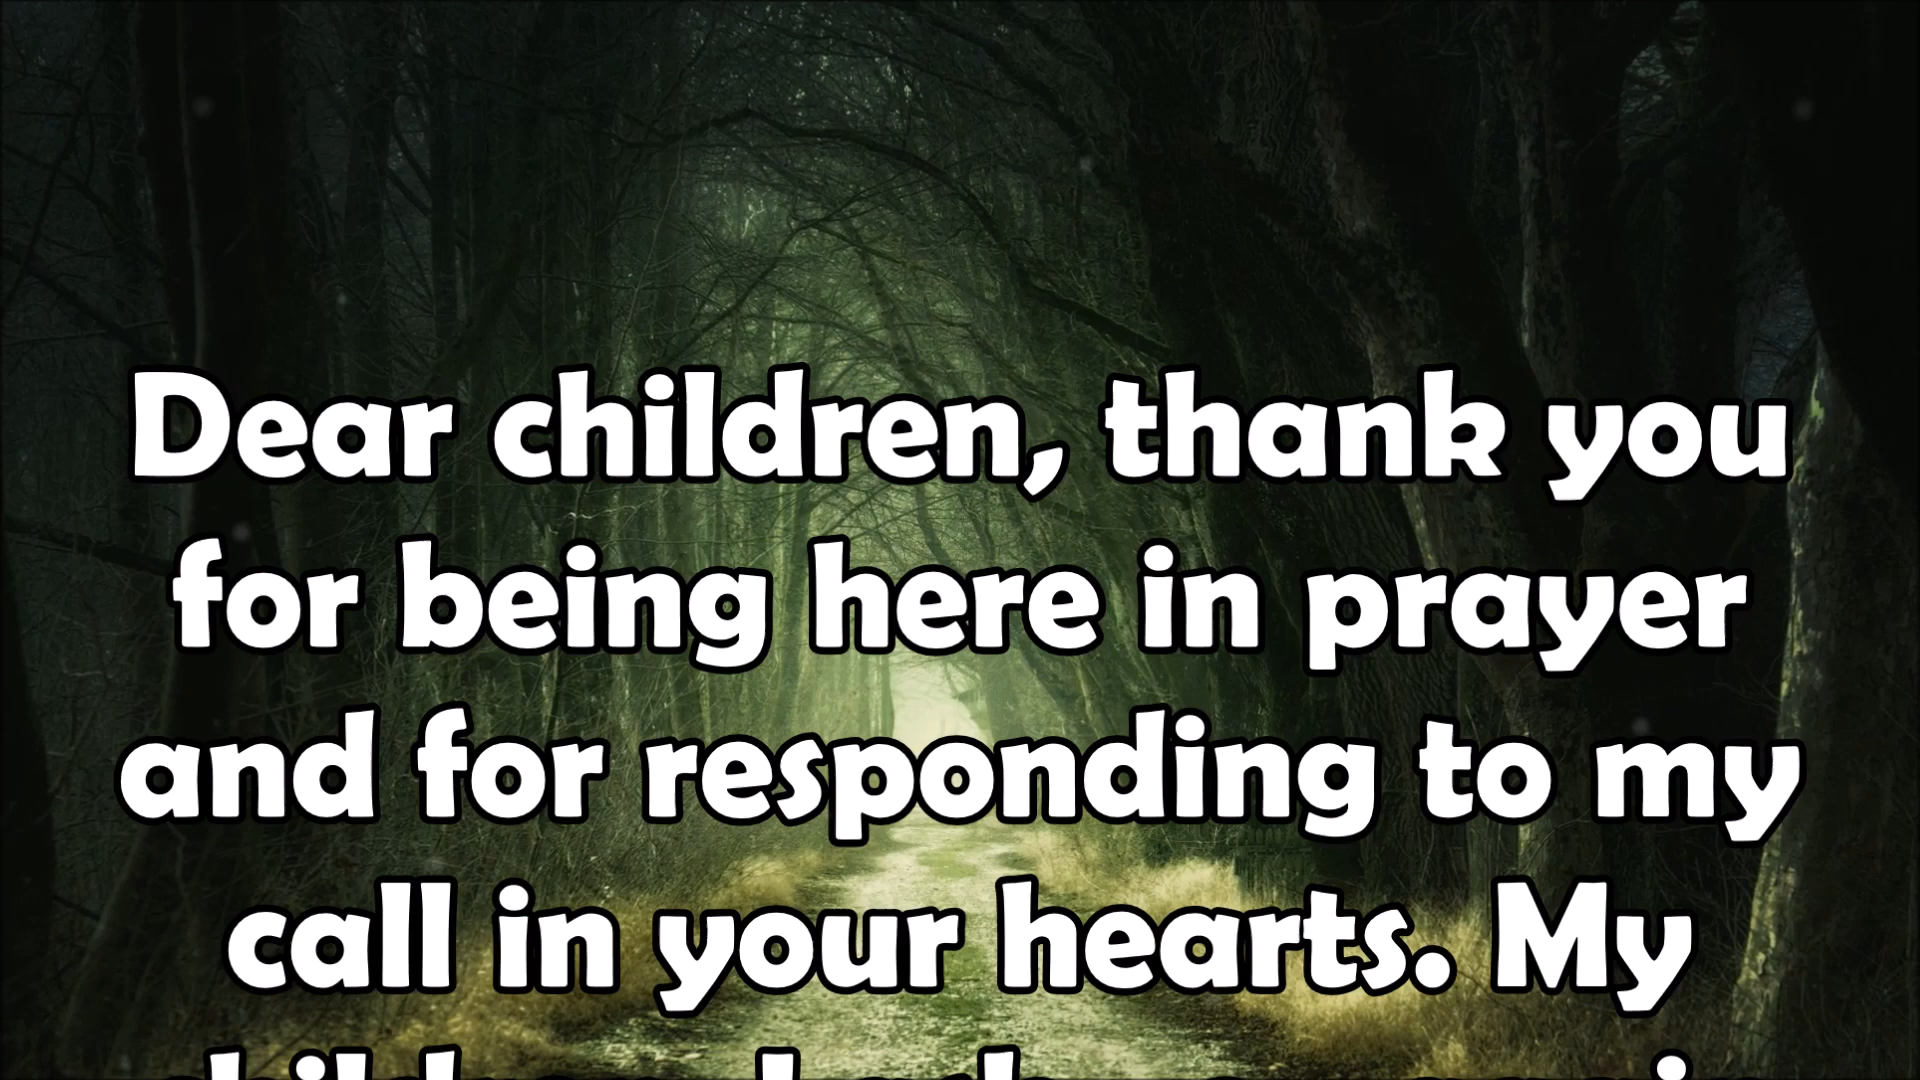 Dear children, thank you
for being here in prayer
and for responding to my
call in your hearts. My